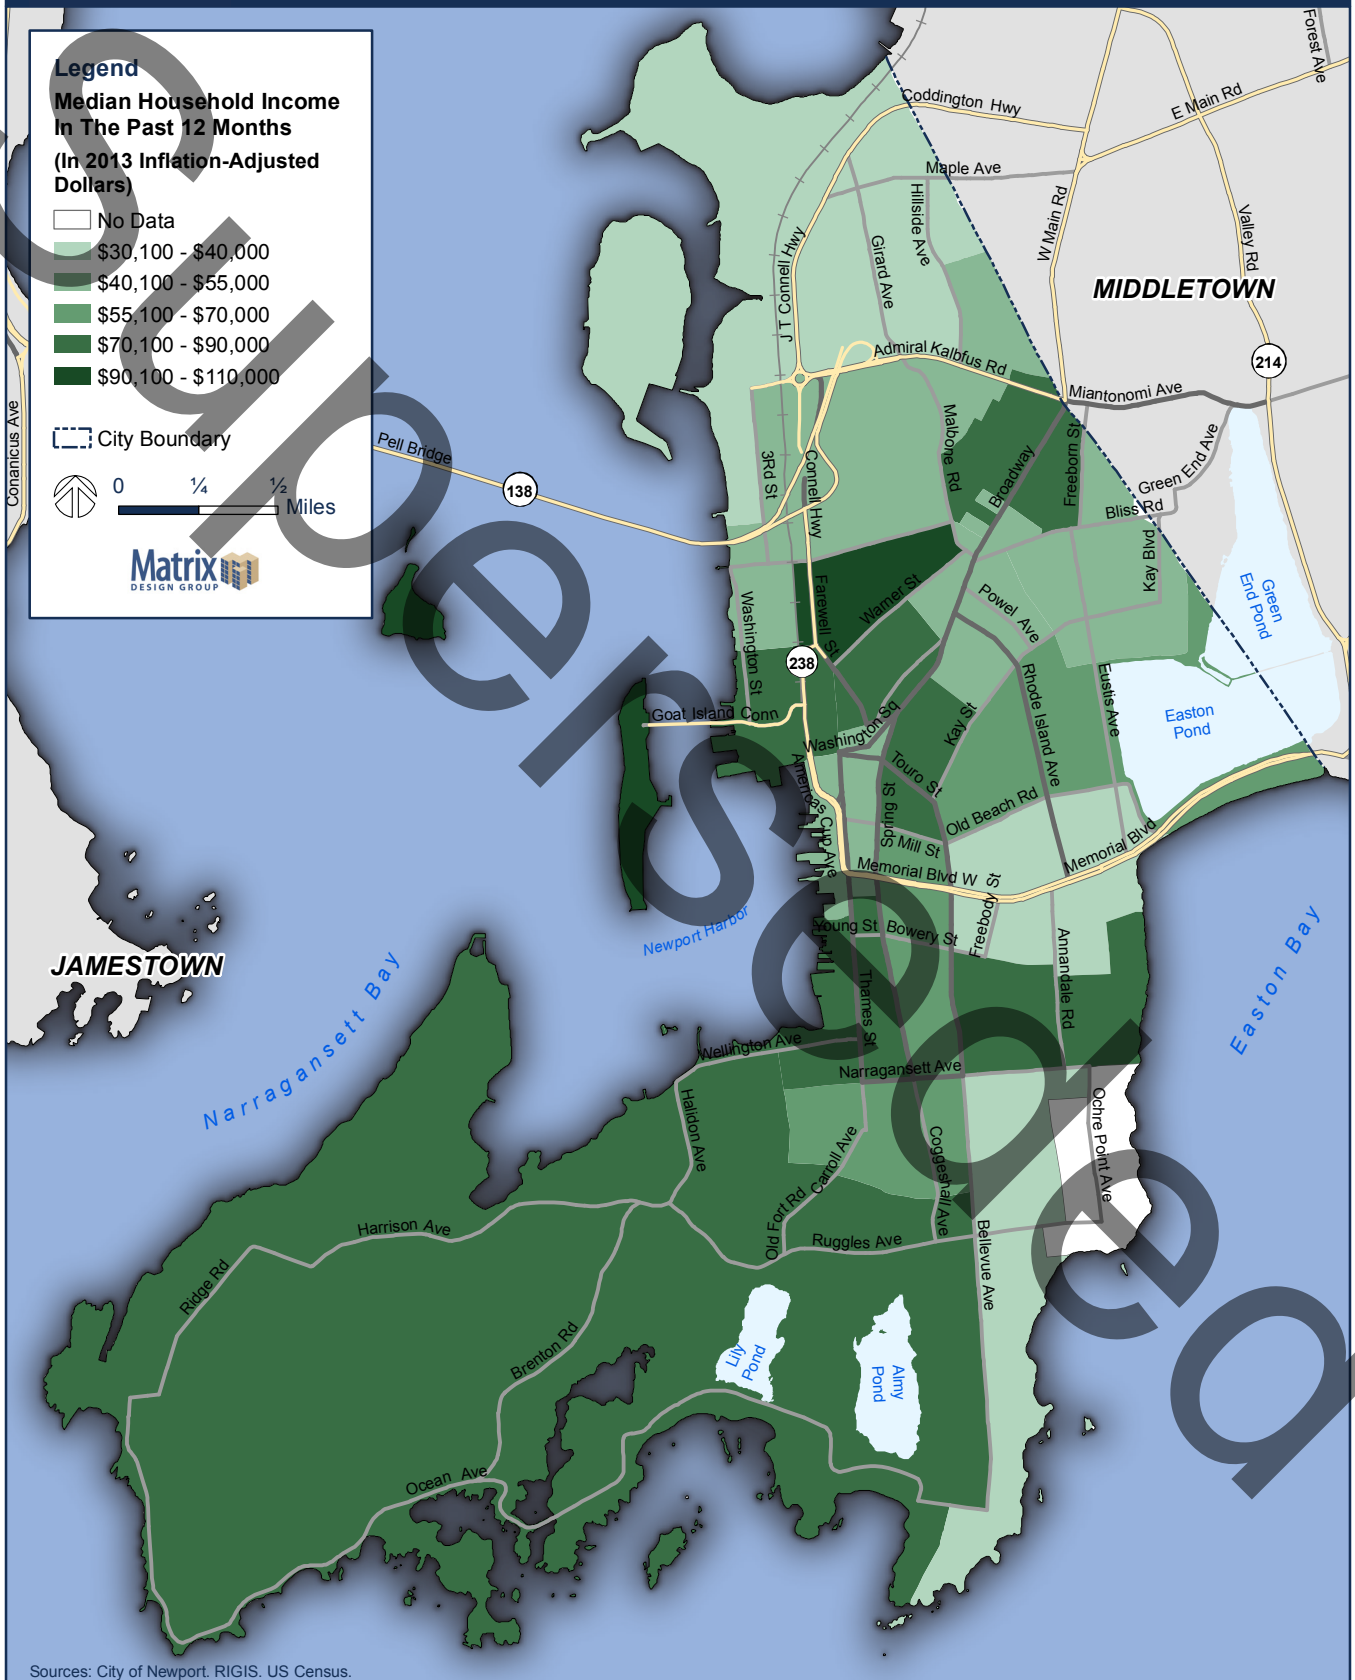 Legend
Median Household Income
In The Past 12 Months
(In 2013 Inflation-Adjusted
Dollars)
No Data
$30,100 - $40,000
$40,100 - $55,000
$55,100 - $70,000
$70,100 - $90,000
$90,100 - $110,000
City Boundary
0 ¼ ½
Miles
Matrix
DESIGN GROUP
Superseded
Forest Ave
Coddington Hwy
E Main Rd
Maple Ave
Hillside Ave
W Main Rd
Valley Rd
J T Connell Hwy
Girard Ave
MIDDLETOWN
214
Admiral Kalbfus Rd
Miantonomi Ave
Conanicus Ave
Pell Bridge
138
3Rd St
Connell Hwy
Malbone Rd
Broadway
Freeborn St
Green End Ave
Bliss Rd
Kay Blvd
Green
End Pond
Farewell St
Warner St
Powel Ave
Washington St
238
Rhode Island Ave
Eustis Ave
Easton
Pond
Goat Island Conn
Washington Sq
Kay St
Touro St
Americas Cup Ave
Spring St
Old Beach Rd
Mill St
Memorial Blvd
Memorial Blvd W
Freebody St
Newport Harbor
Young St
Bowery St
Annandale Rd
JAMESTOWN
Narragansett Bay
Easton Bay
Thames St
Wellington Ave
Narragansett Ave
Halidon Ave
Carroll Ave
Coggeshall Ave
Ochre Point Ave
Old Fort Rd
Harrison Ave
Ruggles Ave
Bellevue Ave
Ridge Rd
Brenton Rd
Lily
Pond
Almy
Pond
Ocean Ave
Sources: City of Newport. RIGIS. US Census.